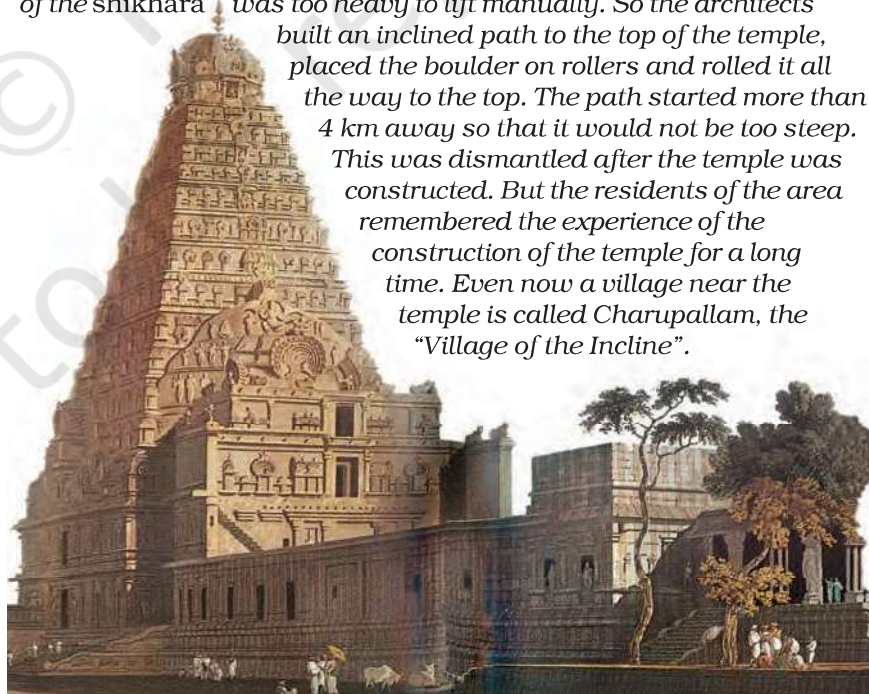 of the shikhara was too heavy to lift manually. So the architects
built an inclined path to the top of the temple,
placed the boulder on rollers and rolled it all
the way to the top. The path started more than
4 km away so that it would not be too steep.
This was dismantled after the temple was
constructed. But the residents of the area
remembered the experience of the
construction of the temple for a long
time. Even now a village near the
temple is called Charupallam, the
“Village of the Incline”.
©
to